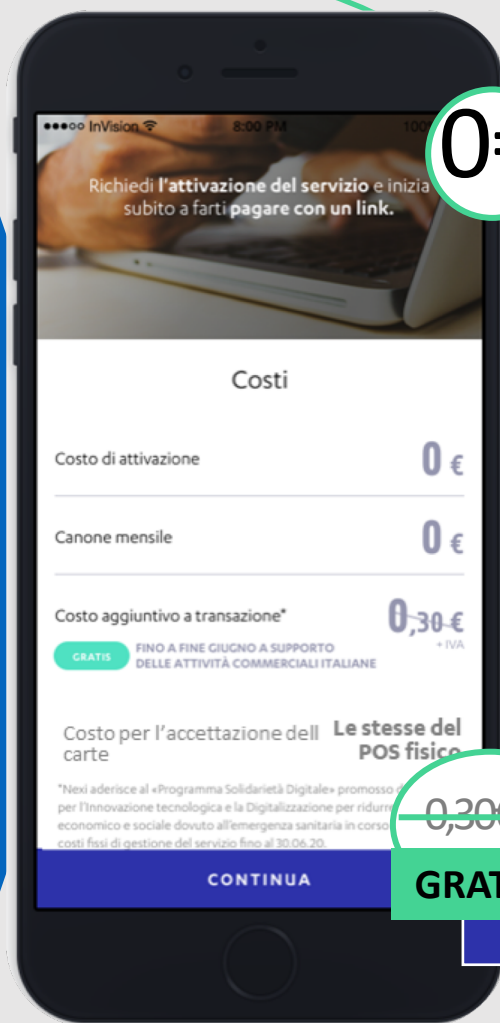 InVision 8:00 PM 100
Richiedi l'attivazione del servizio e inizia
subito a farti pagare con un link.
Costi
Costo di attivazione 0 €
Canone mensile 0 €
Costo aggiuntivo a transazione* 0,30 €
+ IVA
GRATIS FINO A FINE GIUGNO A SUPPORTO
DELLE ATTIVITÀ COMMERCIALI ITALIANE
Costo per l'accettazione dell Le stesse del
carte POS fisico
*Nexi aderisce al «Programma Solidarietà Digitale» promosso
per l'Innovazione tecnologica e la Digitalizzazione per ridurre
economico e sociale dovuto all'emergenza sanitaria in corso
costi fissi di gestione del servizio fino al 30.06.20.
0,30
GRAT
CONTINUA